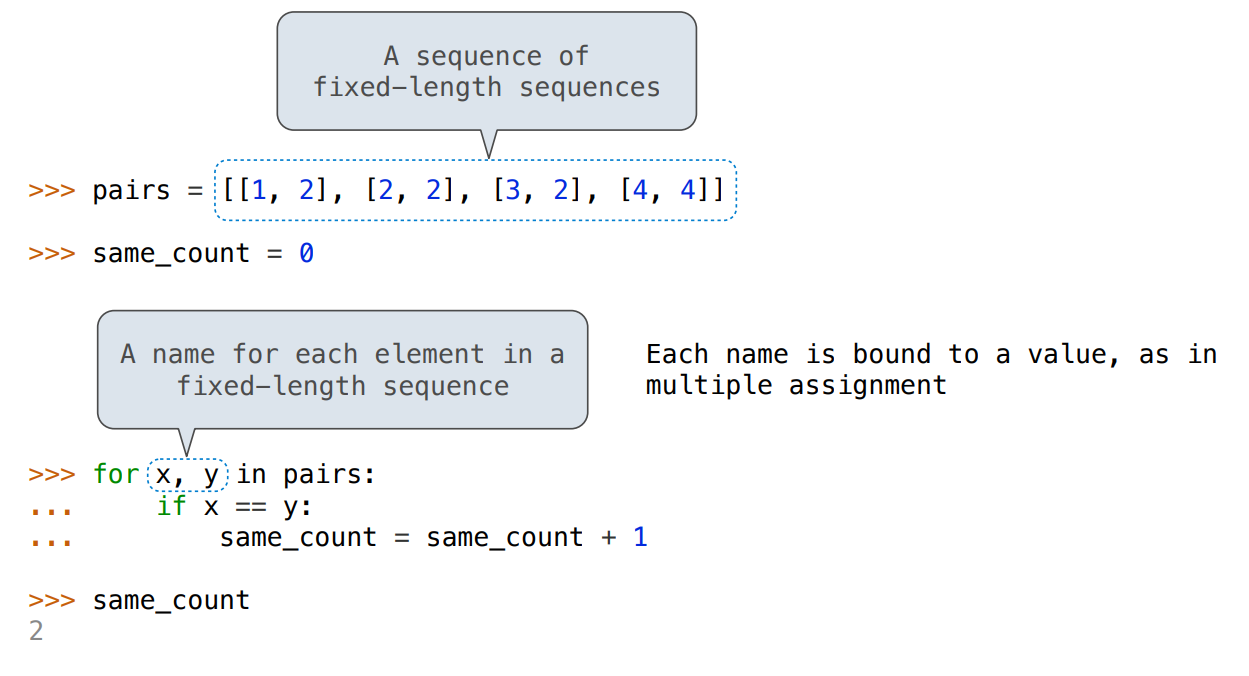 A sequence of
fixed-length sequences
>>> pairs = [[1, 2], [2, 2], [3, 2], [4, 4]]
>>> same_count = 0
A name for each element in a
fixed-length sequence
Each name is bound to a value, as in
multiple assignment
>>> for x, y in pairs:
...     if x == y:
...         same_count = same_count + 1
>>> same_count
2